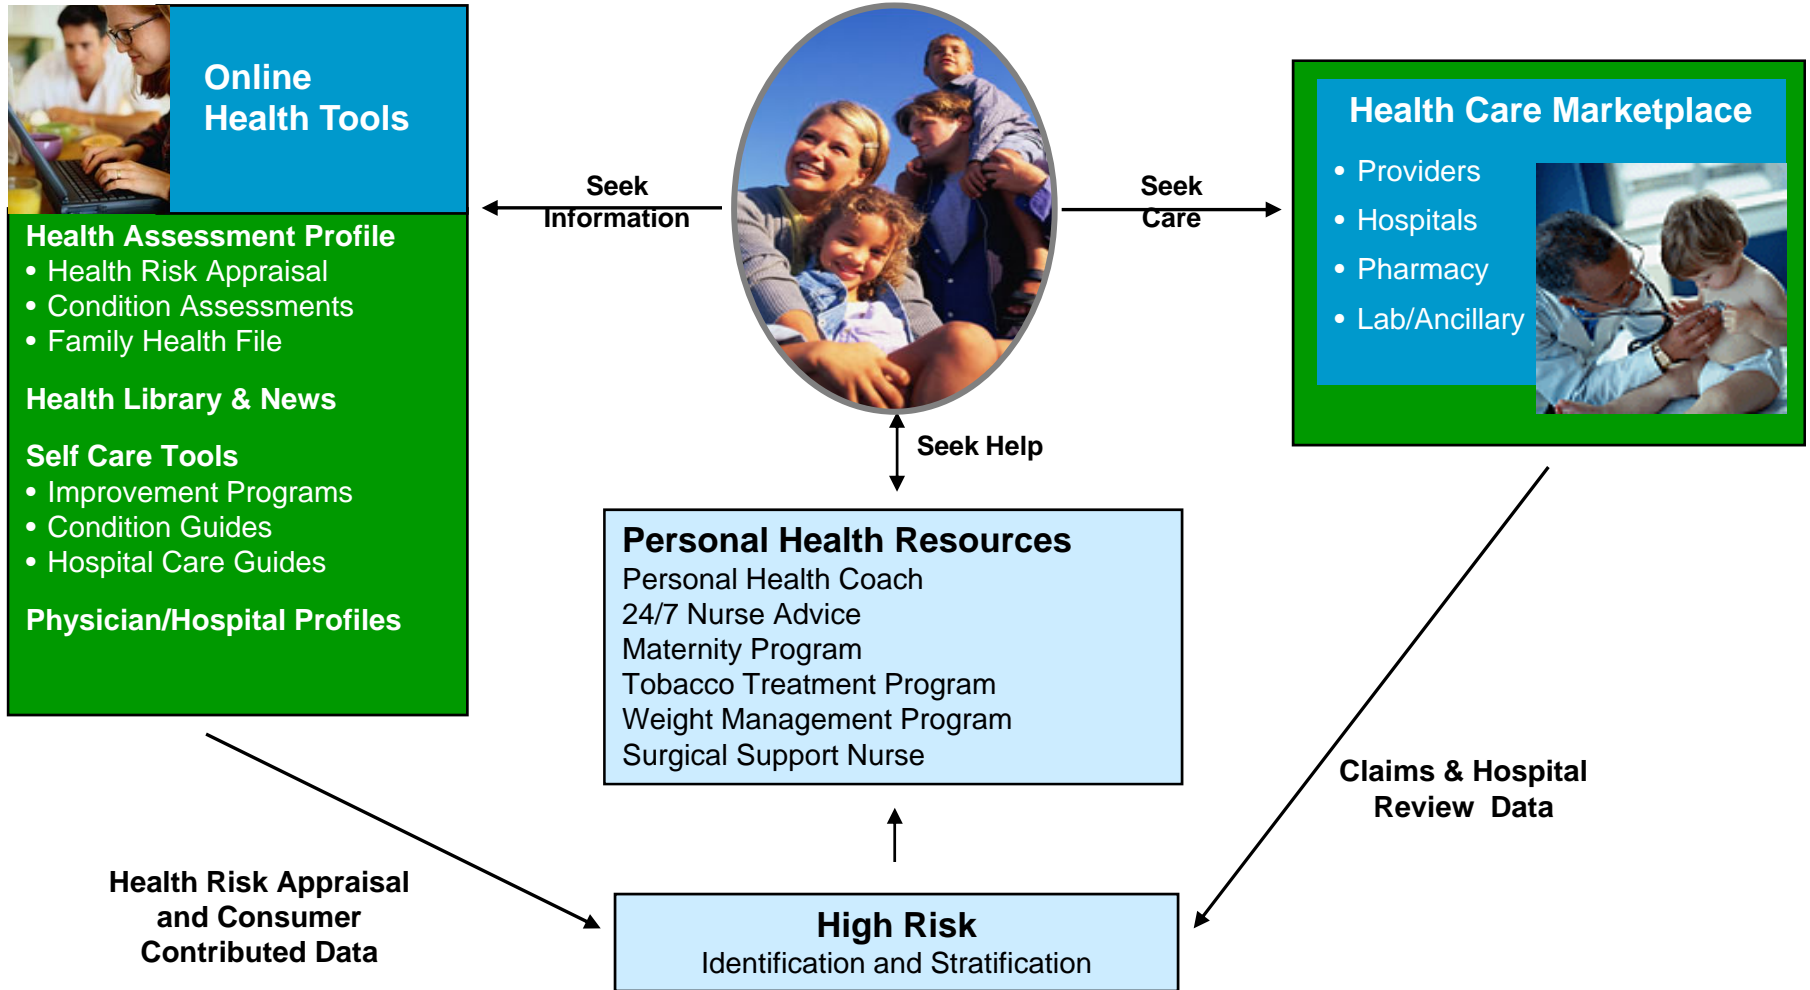 Online
Health Tools
Health Assessment Profile
• Health Risk Appraisal
• Condition Assessments
• Family Health File
Health Library & News
Self Care Tools
• Improvement Programs
• Condition Guides
• Hospital Care Guides
Physician/Hospital Profiles
Seek
Information
Seek
Care
Health Care Marketplace
• Providers
• Hospitals
• Pharmacy
• Lab/Ancillary
Seek Help
Personal Health Resources
Personal Health Coach
24/7 Nurse Advice
Maternity Program
Tobacco Treatment Program
Weight Management Program
Surgical Support Nurse
Claims & Hospital
Review  Data
Health Risk Appraisal
and Consumer
Contributed Data
High Risk
Identification and Stratification